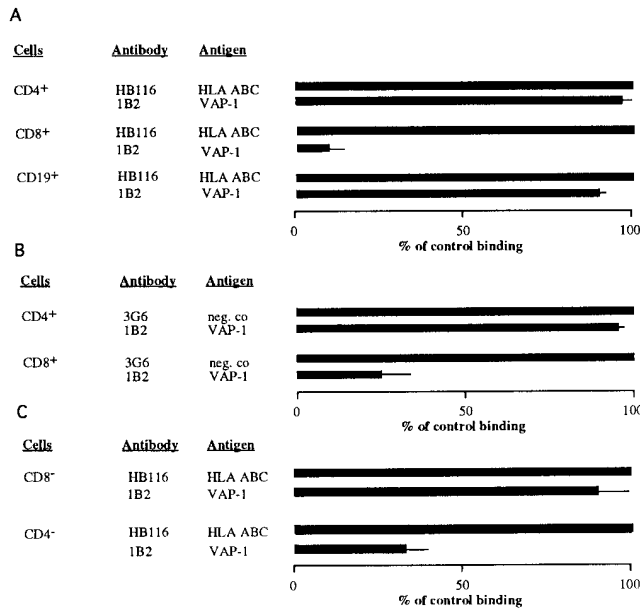 A
Cells Antibody Antigen
CD4+ HB116 HLA ABC
1B2 VAP-1
CD8+ HB116 HLA ABC
1B2 VAP-1
CD19+ HB116 HLA ABC
1B2 VAP-1
0 50 100
% of control binding
B
Cells Antibody Antigen
CD4+ 3G6 neg. co
1B2 VAP-1
CD8+ 3G6 neg. co
1B2 VAP-1
0 50 100
% of control binding
C
Cells Antibody Antigen
CD8- HB116 HLA ABC
1B2 VAP-1
CD4- HB116 HLA ABC
1B2 VAP-1
0 50 100
% of control binding